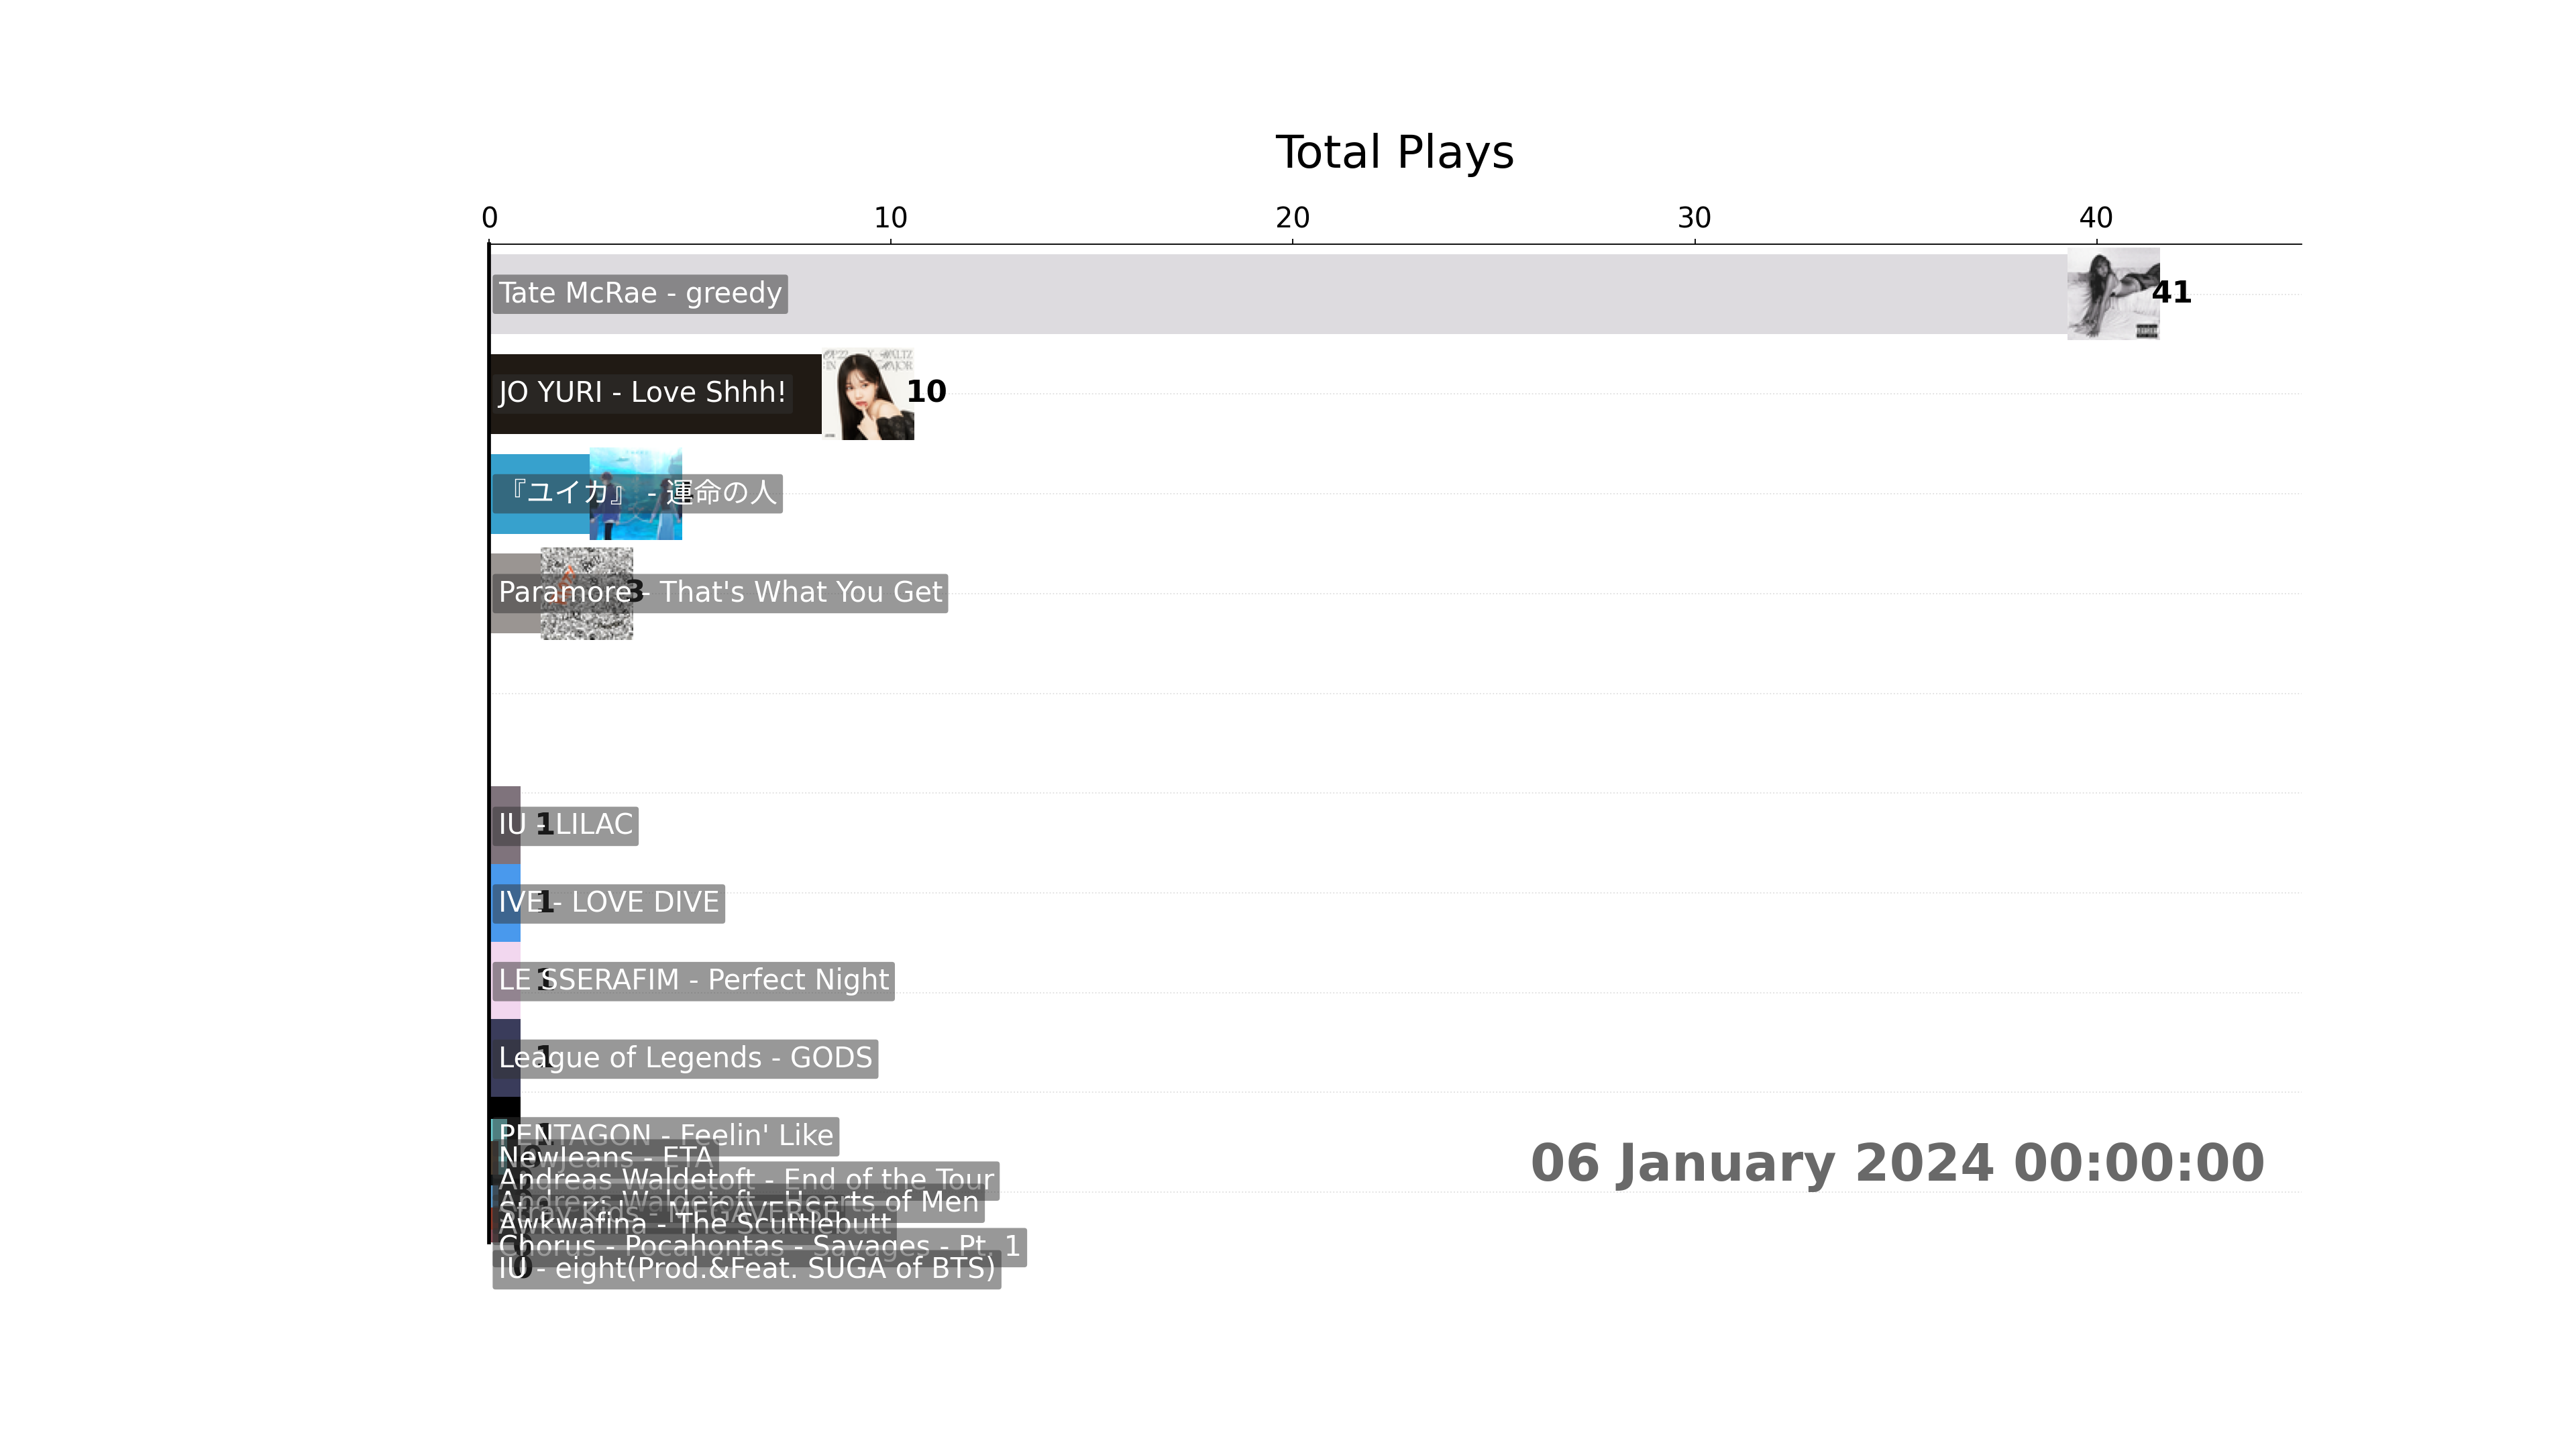 Total Plays
0 10 20 30 40
Tate McRae - greedy 41
JO YURI - Love Shhh! 10
『ユイカ』 - 運命の人
Paramore - That's What You Get 3
IU - LILAC 1
IVE - LOVE DIVE 1
LE SSERAFIM - Perfect Night 1
League of Legends - GODS 1
PENTAGON - Feelin' Like 1
NewJeans - ETA
Andreas Waldetoft - End of the Tour
Andreas Waldetoft - Hearts of Men
Stray Kids - MEGAVERSE
Awkwafina - The Scuttlebutt
Chorus - Pocahontas - Savages - Pt. 1
IU - eight(Prod.&Feat. SUGA of BTS) 0
06 January 2024 00:00:00